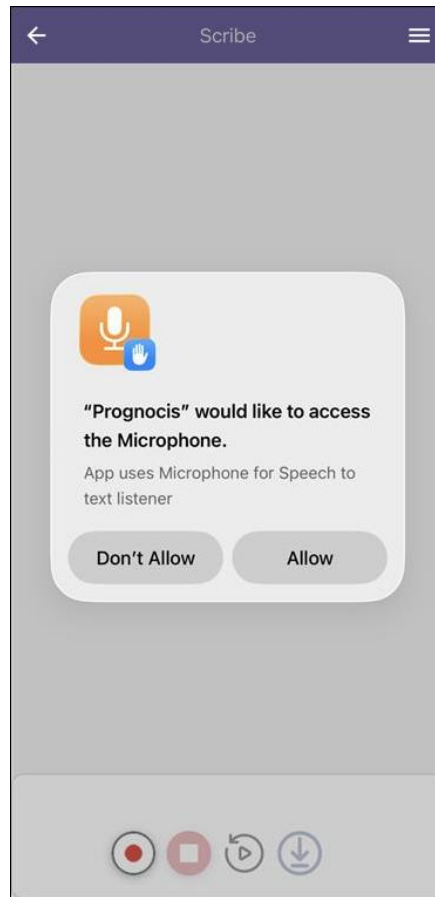 Scribe
“Prognocis” would like to access
the Microphone.
App uses Microphone for Speech to
text listener
Don’t Allow
Allow